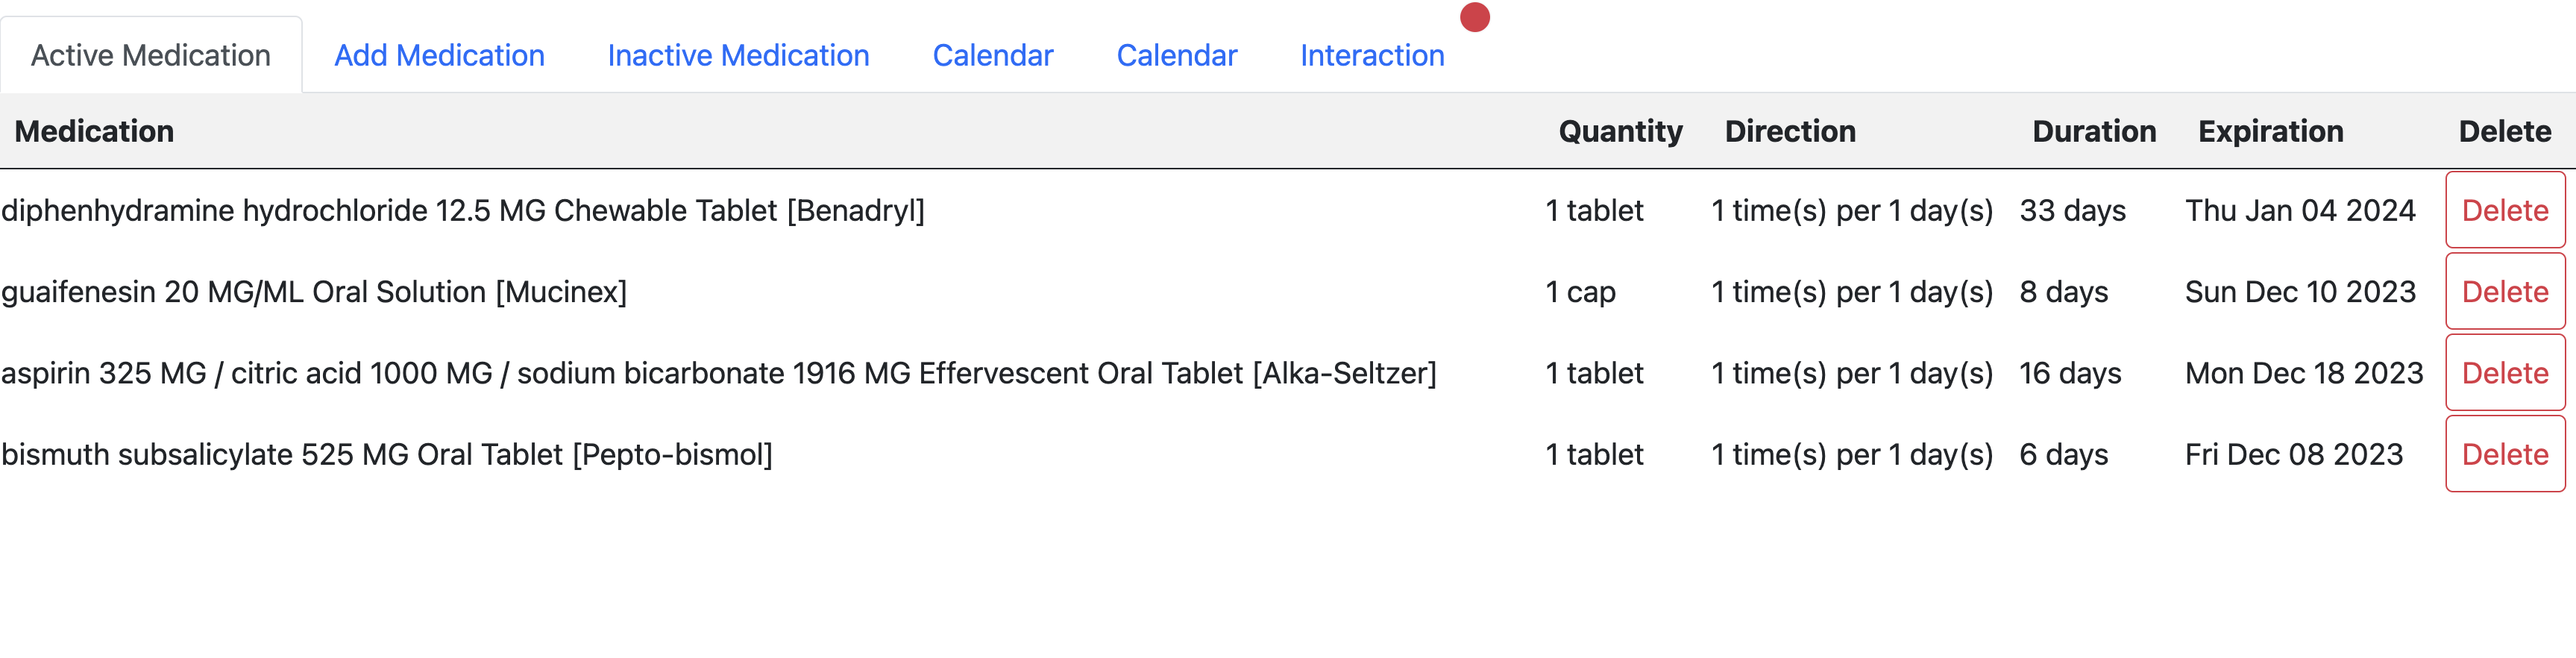 Active Medication Add Medication Inactive Medication Calendar Calendar Interaction
Medication Quantity Direction Duration Expiration Delete
diphenhydramine hydrochloride 12.5 MG Chewable Tablet [Benadryl] 1 tablet 1 time(s) per 1 day(s) 33 days Thu Jan 04 2024 Delete
guaifenesin 20 MG/ML Oral Solution [Mucinex] 1 cap 1 time(s) per 1 day(s) 8 days Sun Dec 10 2023 Delete
aspirin 325 MG / citric acid 1000 MG / sodium bicarbonate 1916 MG Effervescent Oral Tablet [Alka-Seltzer] 1 tablet 1 time(s) per 1 day(s) 16 days Mon Dec 18 2023 Delete
bismuth subsalicylate 525 MG Oral Tablet [Pepto-bismol] 1 tablet 1 time(s) per 1 day(s) 6 days Fri Dec 08 2023 Delete